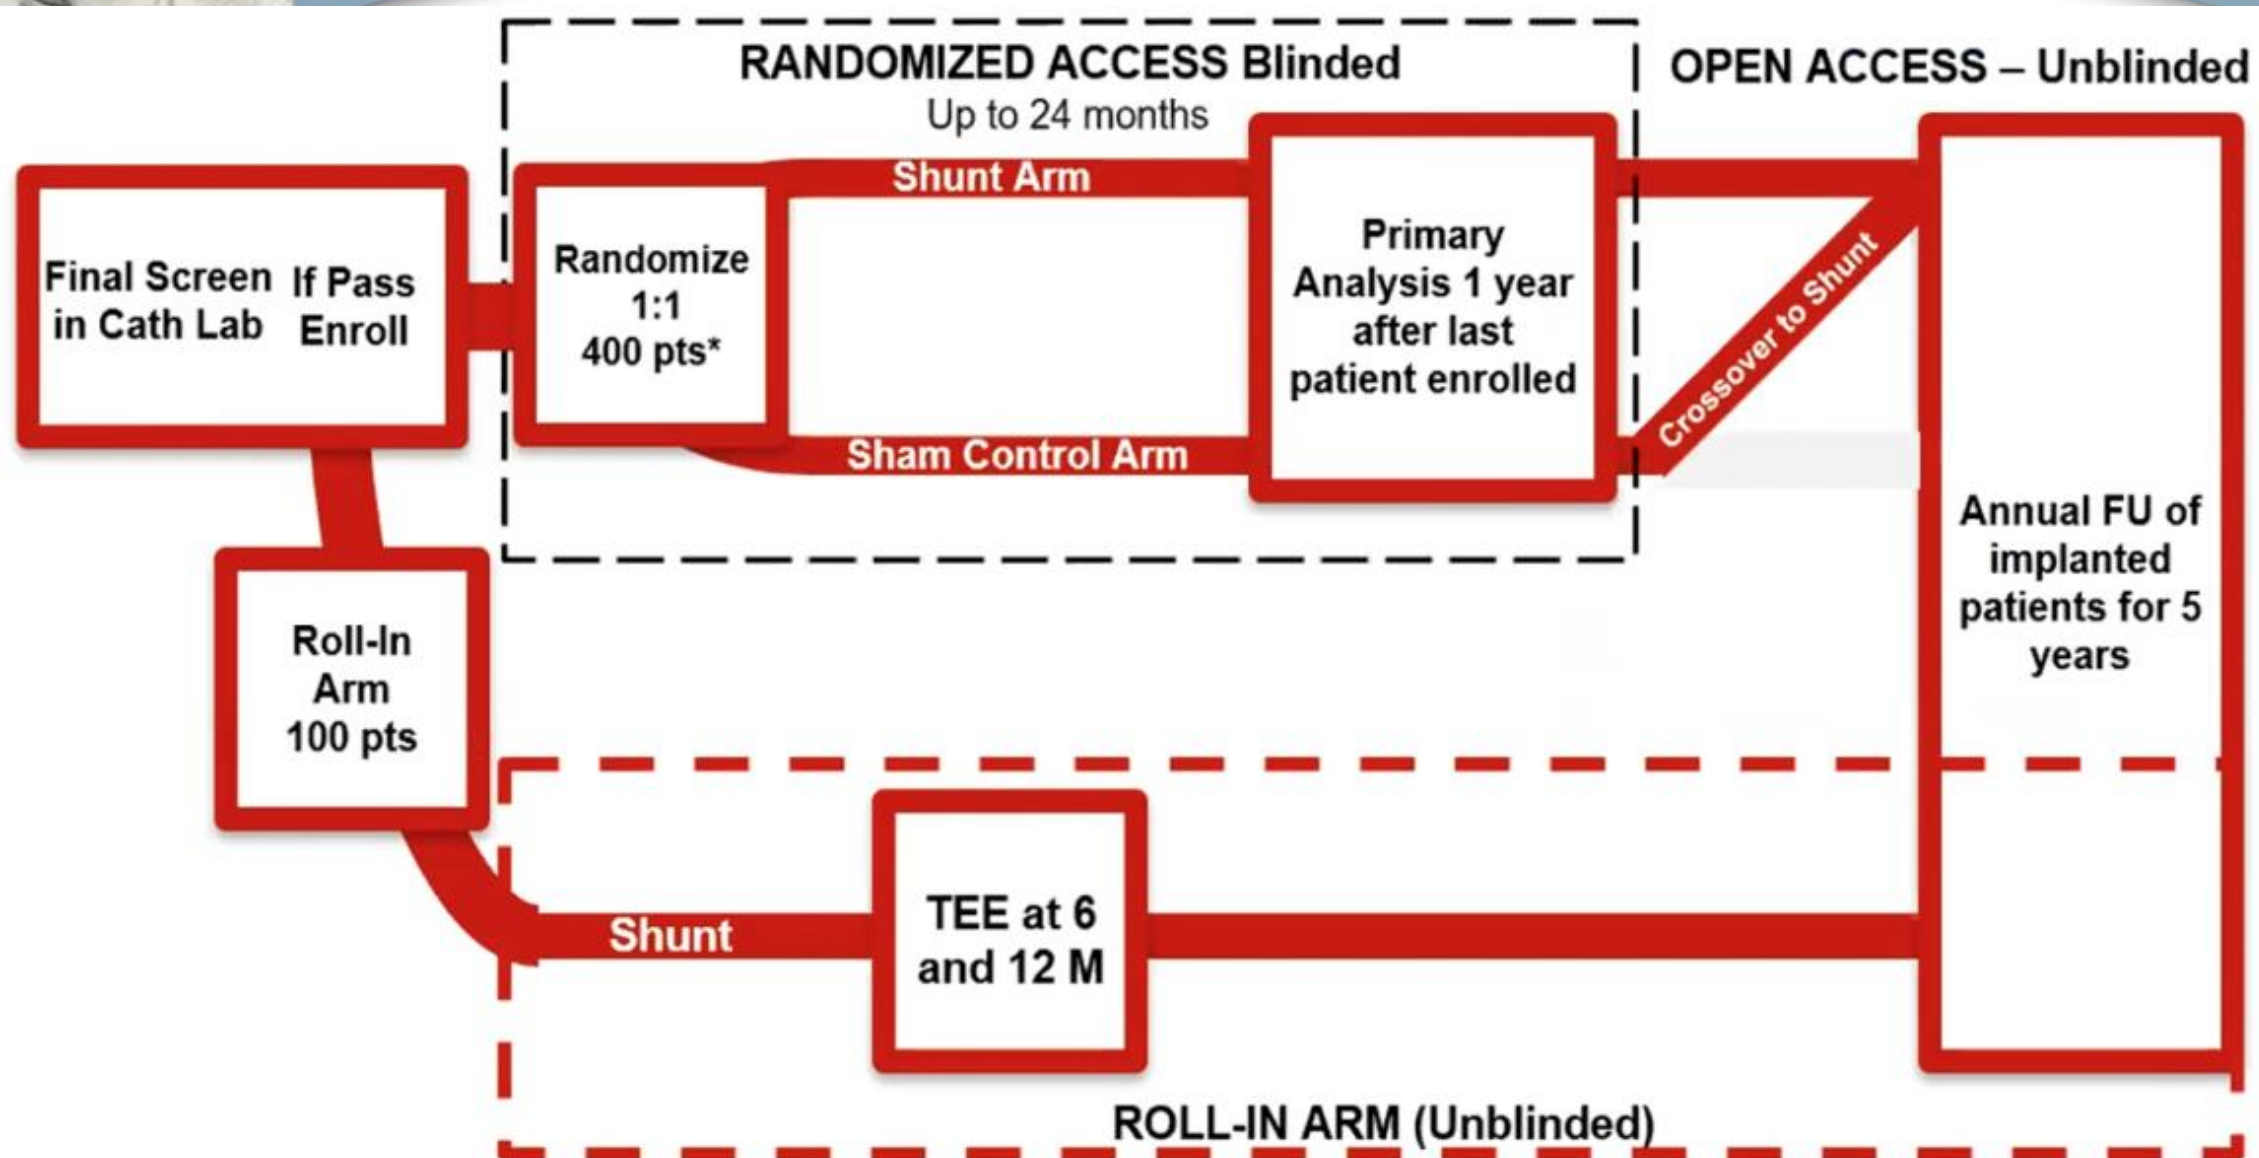 RANDOMIZED ACCESS Blinded
Up to 24 months
OPEN ACCESS – Unblinded
Final Screen
in Cath Lab
If Pass
Enroll
Randomize
1:1
400 pts*
Shunt Arm
Sham Control Arm
Primary
Analysis 1 year
after last
patient enrolled
Crossover to Shunt
Annual FU of
implanted
patients for 5
years
Roll-In
Arm
100 pts
Shunt
TEE at 6
and 12 M
ROLL-IN ARM (Unblinded)